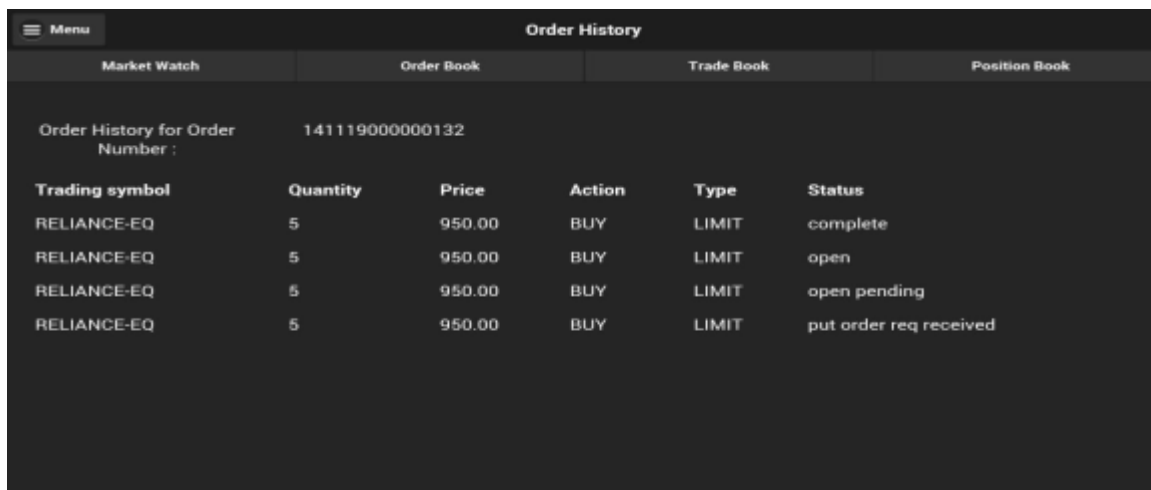 Menu Order History
Market Watch Order Book Trade Book Position Book
Order History for Order 141119000000132
Number :
Trading symbol Quantity Price Action Type Status
RELIANCE-EQ 5 950.00 BUY LIMIT complete
RELIANCE-EQ 5 950.00 BUY LIMIT open
RELIANCE-EQ 5 950.00 BUY LIMIT open pending
RELIANCE-EQ 5 950.00 BUY LIMIT put order req received